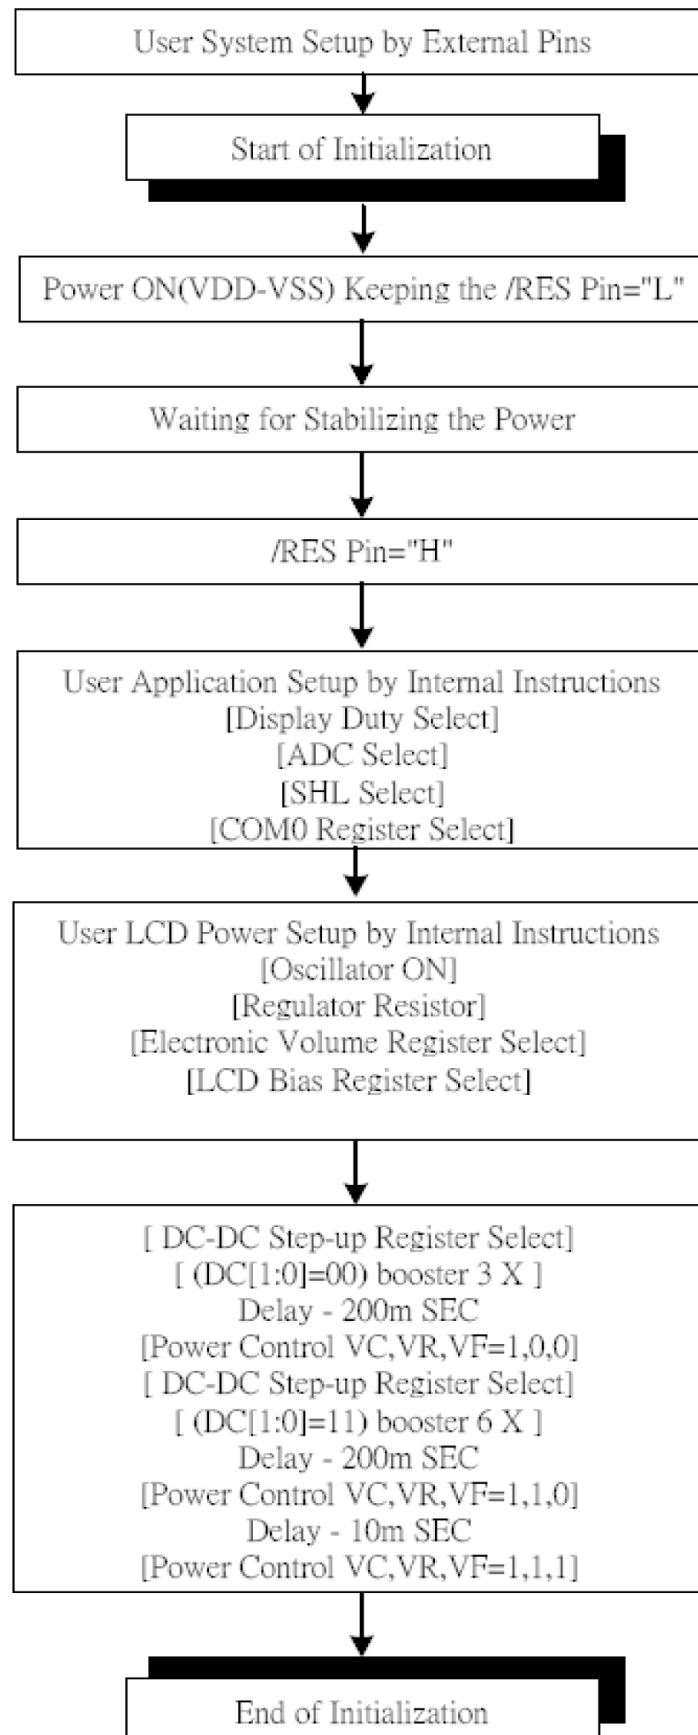 User System Setup by External Pins
Start of Initialization
Power ON(VDD-VSS) Keeping the /RES Pin="L"
Waiting for Stabilizing the Power
/RES Pin="H"
User Application Setup by Internal Instructions
[Display Duty Select]
[ADC Select]
[SHL Select]
[COM0 Register Select]
User LCD Power Setup by Internal Instructions
[Oscillator ON]
[Regulator Resistor]
[Electronic Volume Register Select]
[LCD Bias Register Select]
[ DC-DC Step-up Register Select]
[ (DC[1:0]=00) booster 3 X ]
Delay - 200m SEC
[Power Control VC,VR,VF=1,0,0]
[ DC-DC Step-up Register Select]
[ (DC[1:0]=11) booster 6 X ]
Delay - 200m SEC
[Power Control VC,VR,VF=1,1,0]
Delay - 10m SEC
[Power Control VC,VR,VF=1,1,1]
End of Initialization